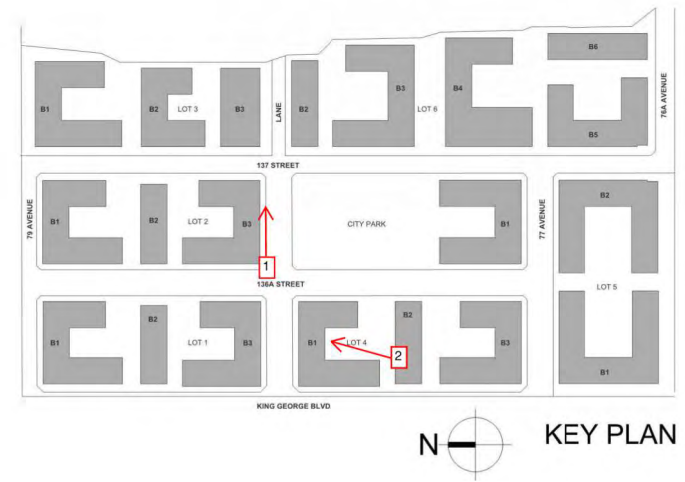 B6
76A AVENUE
B1
B2
LOT 3
B3
LANE
B2
B3
LOT 6
B4
B5
137 STREET
79 AVENUE
B1
B2
LOT 2
B3
CITY PARK
B1
77 AVENUE
B2
1
136A STREET
LOT 5
B1
B2
LOT 1
B3
B1
LOT 4
2
B2
B3
B1
KING GEORGE BLVD
N
KEY PLAN